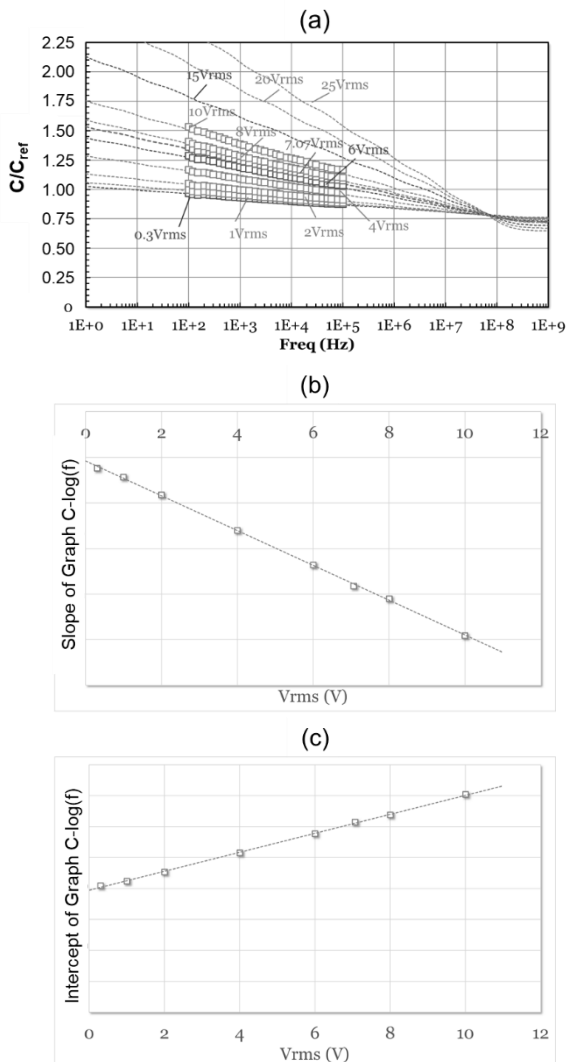 (a)
2.25
2.00
1.75
1.50
1.25
1.00
0.75
0.50
0.25
0
C/Cref
15Vrms
20Vrms
25Vrms
10Vrms
8Vrms
7.07Vrms
6Vrms
0.3Vrms
1Vrms
2Vrms
4Vrms
1E+0 1E+1 1E+2 1E+3 1E+4 1E+5 1E+6 1E+7 1E+8 1E+9
Freq (Hz)
(b)
0 2 4 6 8 10 12
Slope of Graph C-log(f)
Vrms (V)
(c)
Intercept of Graph C-log(f)
0 2 4 6 8 10 12
Vrms (V)